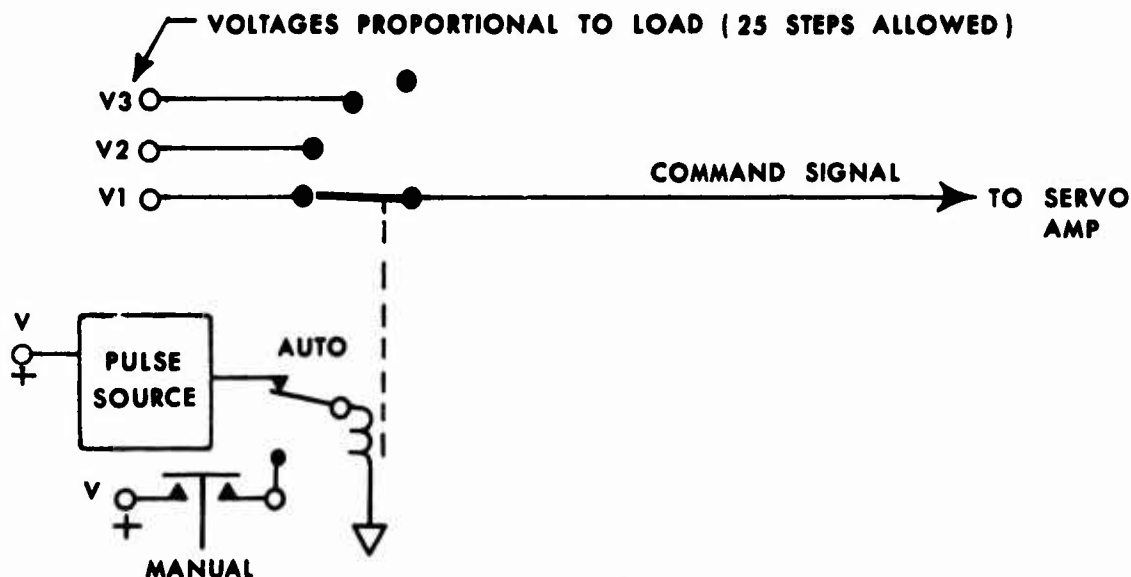 VOLTAGES PROPORTIONAL TO LOAD (25 STEPS ALLOWED)
V3
V2
V1
COMMAND SIGNAL
TO SERVO
AMP
V
+
PULSE
SOURCE
AUTO
V
+
MANUAL